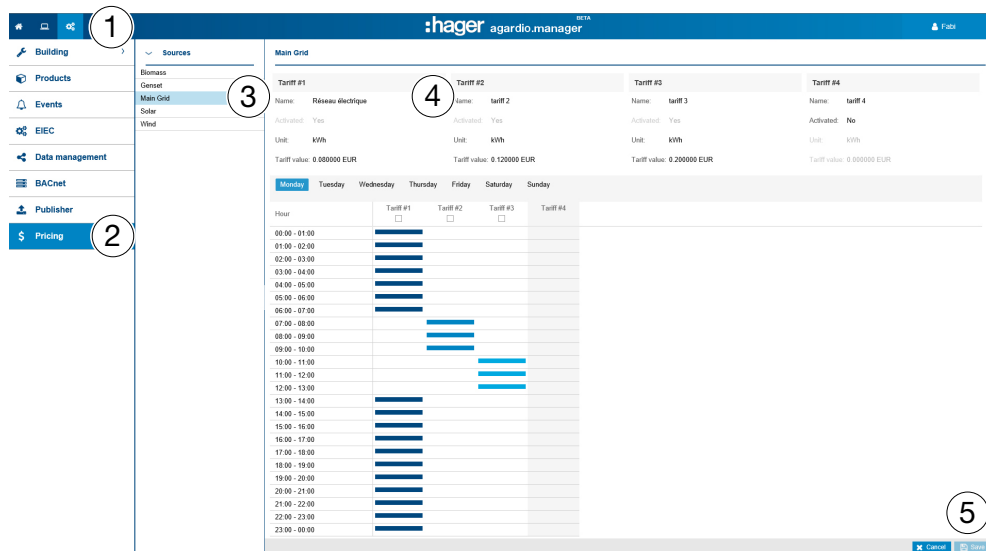 1
:hager agardio.manager BETA
Fabi
Building
Products
Events
EIEC
Data management
BACnet
Publisher
$ Pricing
2
Sources
Biomass
Genset
Main Grid
Solar
Wind
3
Main Grid
Tariff #1 Tariff #2 Tariff #3 Tariff #4
4
Name: Réseau électrique Name: tariff 2 Name: tariff 3 Name: tariff 4
Activated: Yes Activated: Yes Activated: Yes Activated: No
Unit: kWh Unit: kWh Unit: kWh Unit: kWh
Tariff value: 0.080000 EUR Tariff value: 0.120000 EUR Tariff value: 0.200000 EUR Tariff value: 0.000000 EUR
Monday Tuesday Wednesday Thursday Friday Saturday Sunday
Hour Tariff #1 Tariff #2 Tariff #3 Tariff #4
00:00 - 01:00
01:00 - 02:00
02:00 - 03:00
03:00 - 04:00
04:00 - 05:00
05:00 - 06:00
06:00 - 07:00
07:00 - 08:00
08:00 - 09:00
09:00 - 10:00
10:00 - 11:00
11:00 - 12:00
12:00 - 13:00
13:00 - 14:00
14:00 - 15:00
15:00 - 16:00
16:00 - 17:00
17:00 - 18:00
18:00 - 19:00
19:00 - 20:00
20:00 - 21:00
21:00 - 22:00
22:00 - 23:00
23:00 - 00:00
5
Cancel Save